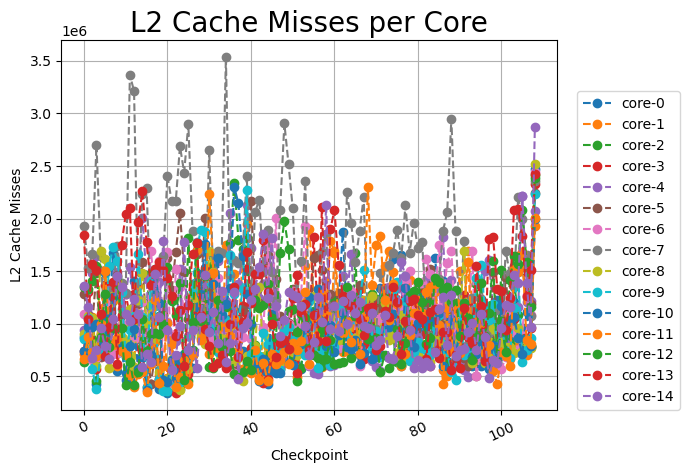 L2 Cache Misses per Core
1e6
3.5
3.0
2.5
2.0
1.5
1.0
0.5
L2 Cache Misses
0
20
40
60
80
100
Checkpoint
core-0
core-1
core-2
core-3
core-4
core-5
core-6
core-7
core-8
core-9
core-10
core-11
core-12
core-13
core-14